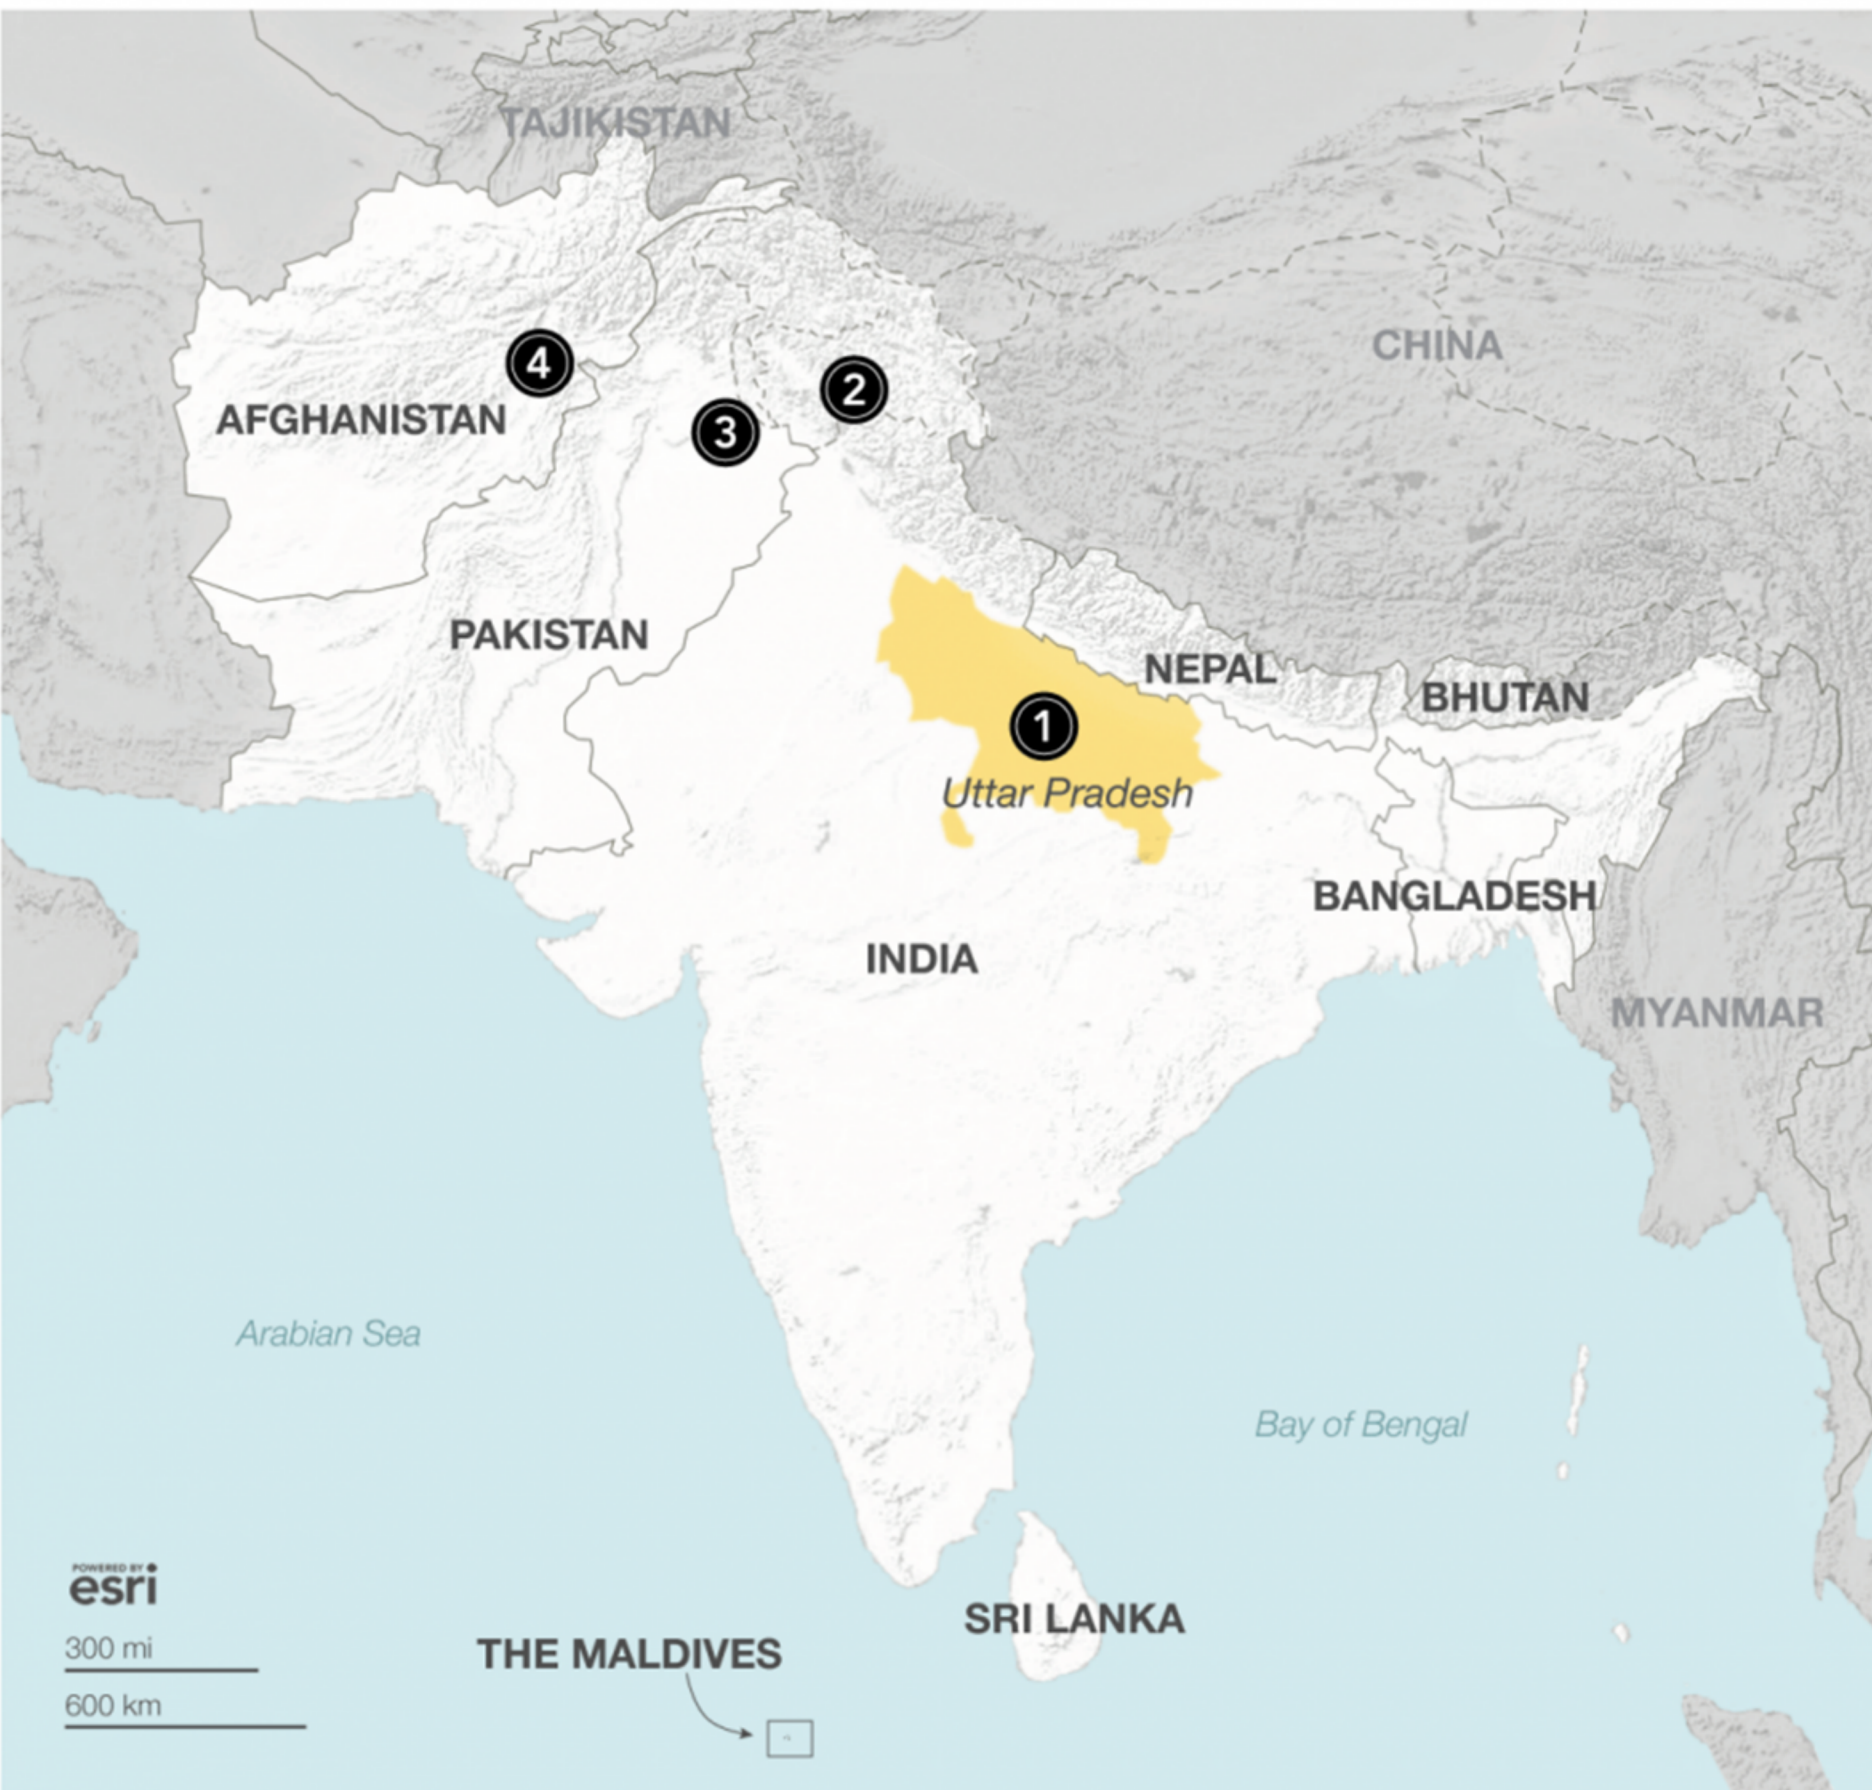 TAJIKISTAN
CHINA
4
2
AFGHANISTAN
3
PAKISTAN
NEPAL
BHUTAN
1
Uttar Pradesh
BANGLADESH
INDIA
MYANMAR
Arabian Sea
Bay of Bengal
POWERED BY
esri
SRI LANKA
300 mi
THE MALDIVES
600 km